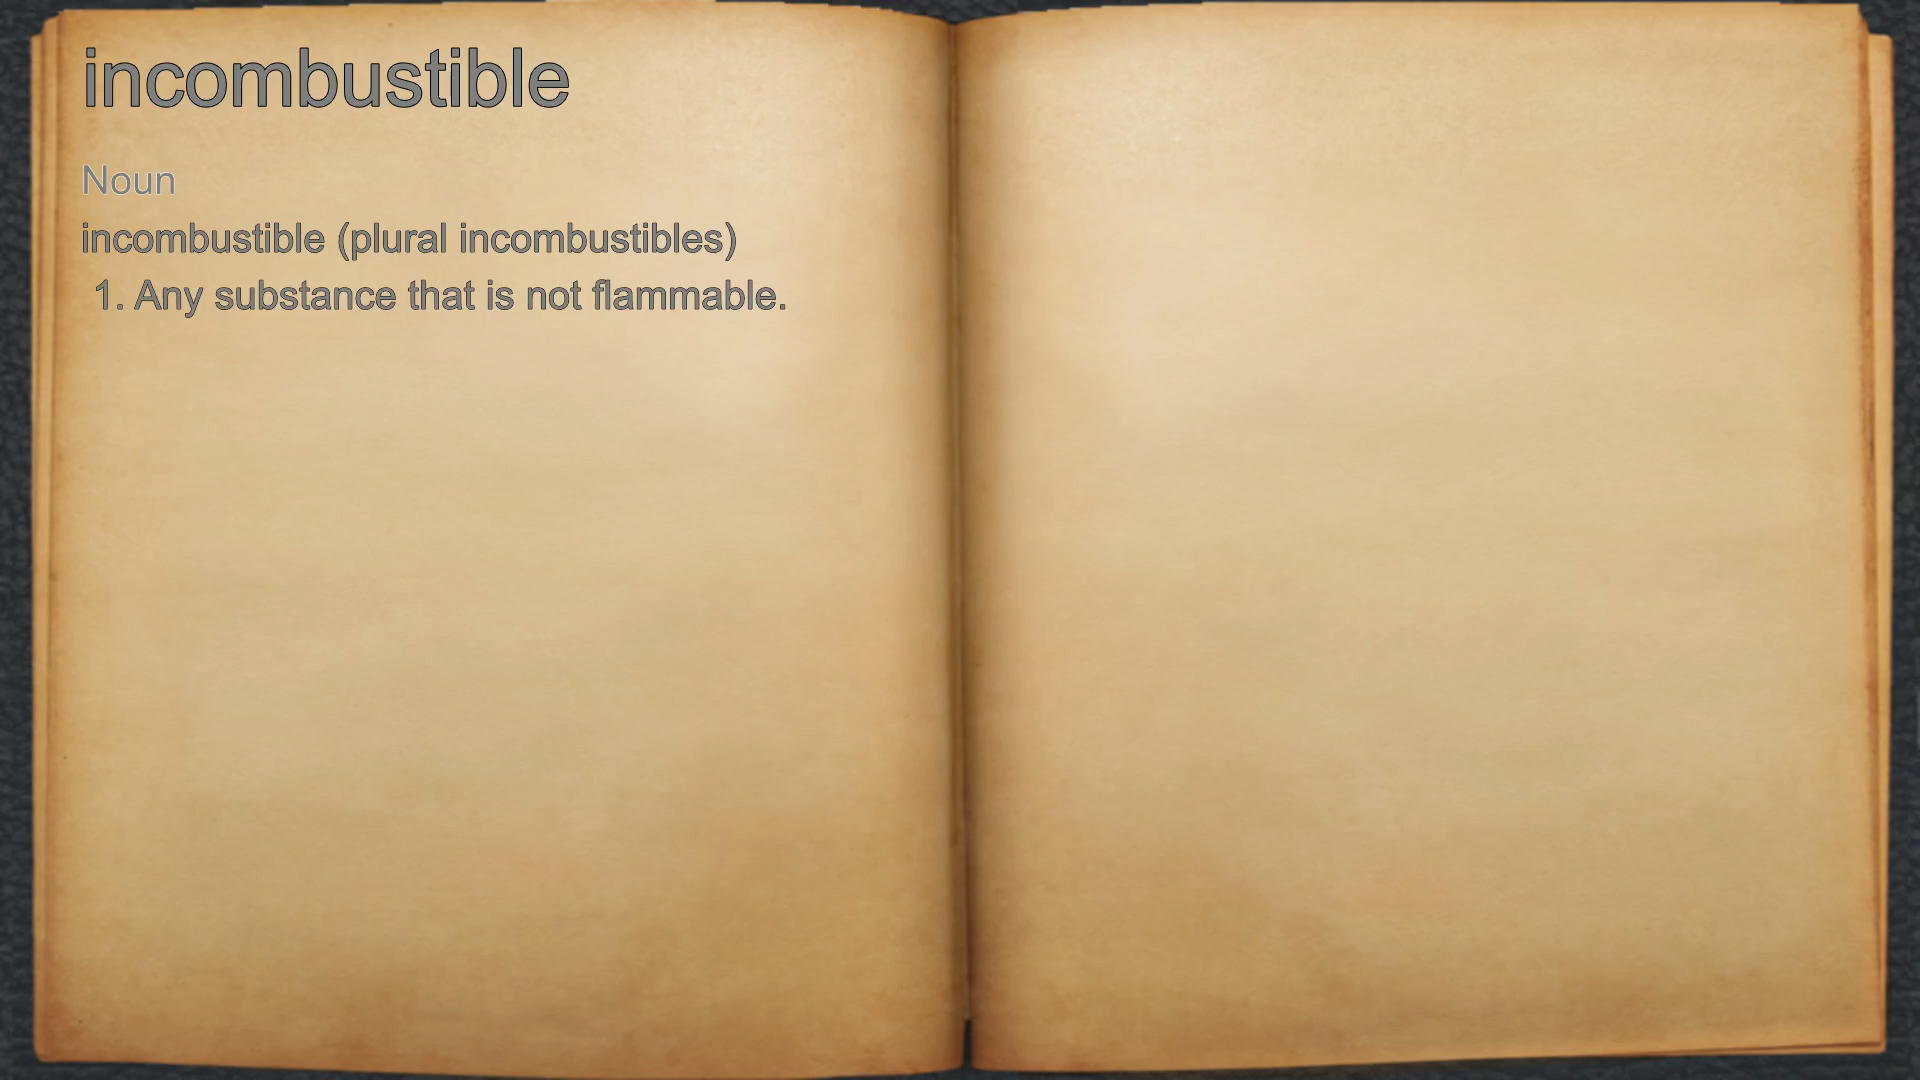 incombustible
Noun
incombustible (plural incombustibles)
1. Any substance that is not flammable.